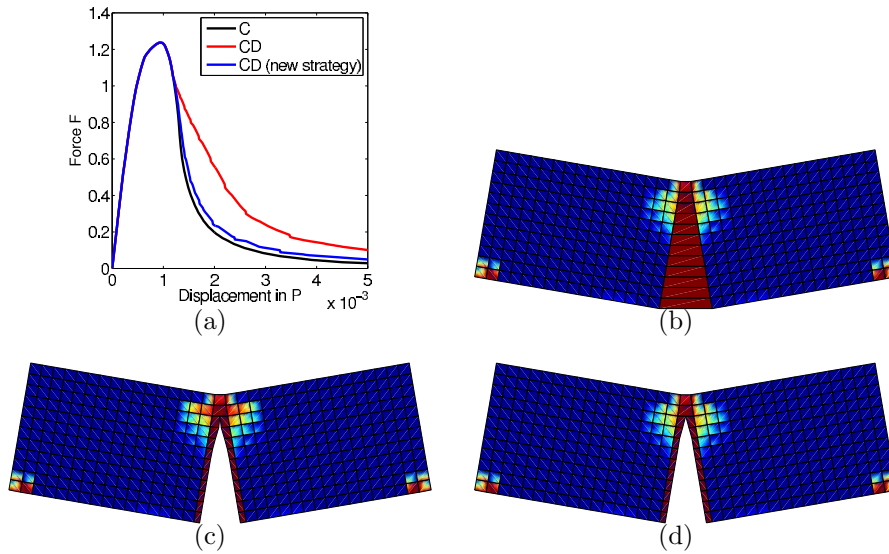 1.4
1.2
1
0.8
0.6
0.4
0.2
0
Force F
C
CD
CD (new strategy)
0 1 2 3 4 5
Displacement in P
x 10⁻³
(a)
(b)
(c)
(d)